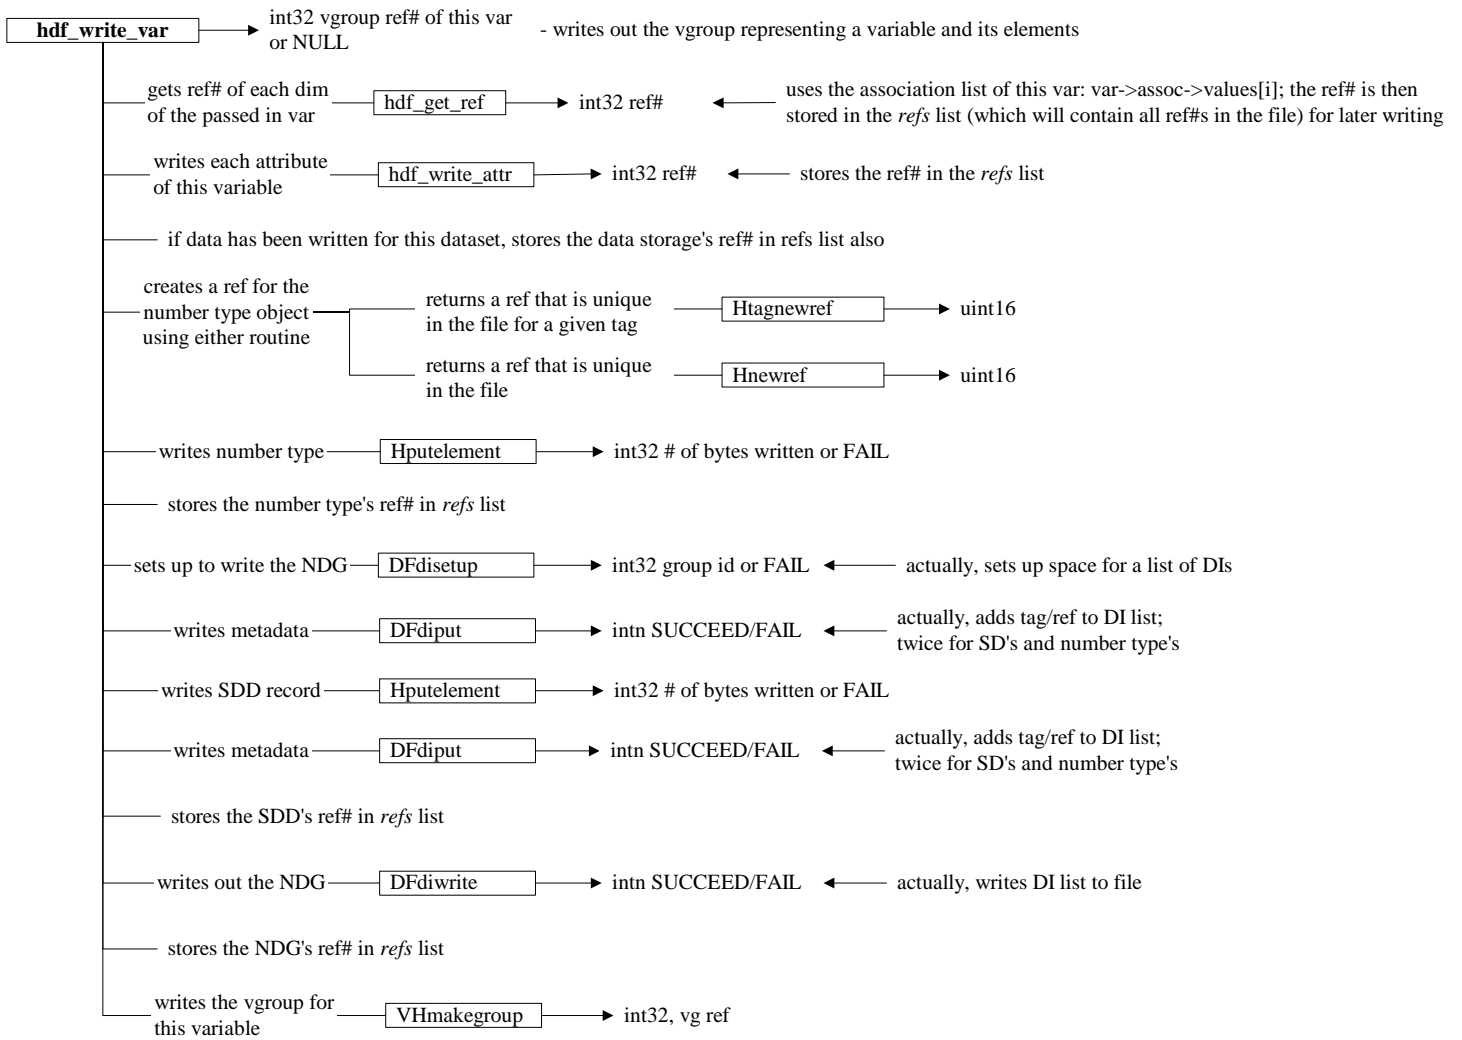 hdf_write_var
int32 vgroup ref# of this var
or NULL
- writes out the vgroup representing a variable and its elements
gets ref# of each dim
of the passed in var
hdf_get_ref
int32 ref#
uses the association list of this var: var->assoc->values[i]; the ref# is then
stored in the refs list (which will contain all ref#s in the file) for later writing
writes each attribute
of this variable
hdf_write_attr
int32 ref#
stores the ref# in the refs list
if data has been written for this dataset, stores the data storage's ref# in refs list also
creates a ref for the
number type object
using either routine
returns a ref that is unique
in the file for a given tag
Htagnewref
uint16
returns a ref that is unique
in the file
Hnewref
uint16
writes number type
Hputelement
int32 # of bytes written or FAIL
stores the number type's ref# in refs list
sets up to write the NDG
DFdisetup
int32 group id or FAIL
actually, sets up space for a list of DIs
writes metadata
DFdiput
intn SUCCEED/FAIL
actually, adds tag/ref to DI list;
twice for SD's and number type's
writes SDD record
Hputelement
int32 # of bytes written or FAIL
writes metadata
DFdiput
intn SUCCEED/FAIL
actually, adds tag/ref to DI list;
twice for SD's and number type's
stores the SDD's ref# in refs list
writes out the NDG
DFdiwrite
intn SUCCEED/FAIL
actually, writes DI list to file
stores the NDG's ref# in refs list
writes the vgroup for
this variable
VHmakegroup
int32, vg ref